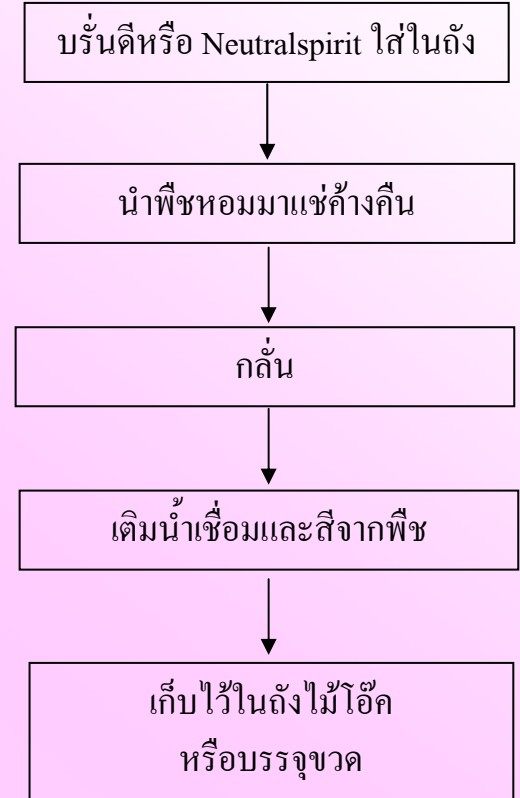 บรั่นดีหรือ Neutralspirit ใส่ในถัง
นำพืชหอมมาแช่ค้างคืน
กลั่น
เติมน้ำเชื่อมและสีจากพืช
เก็บไว้ในถังไม้โอ๊ค
หรือบรรจุขวด